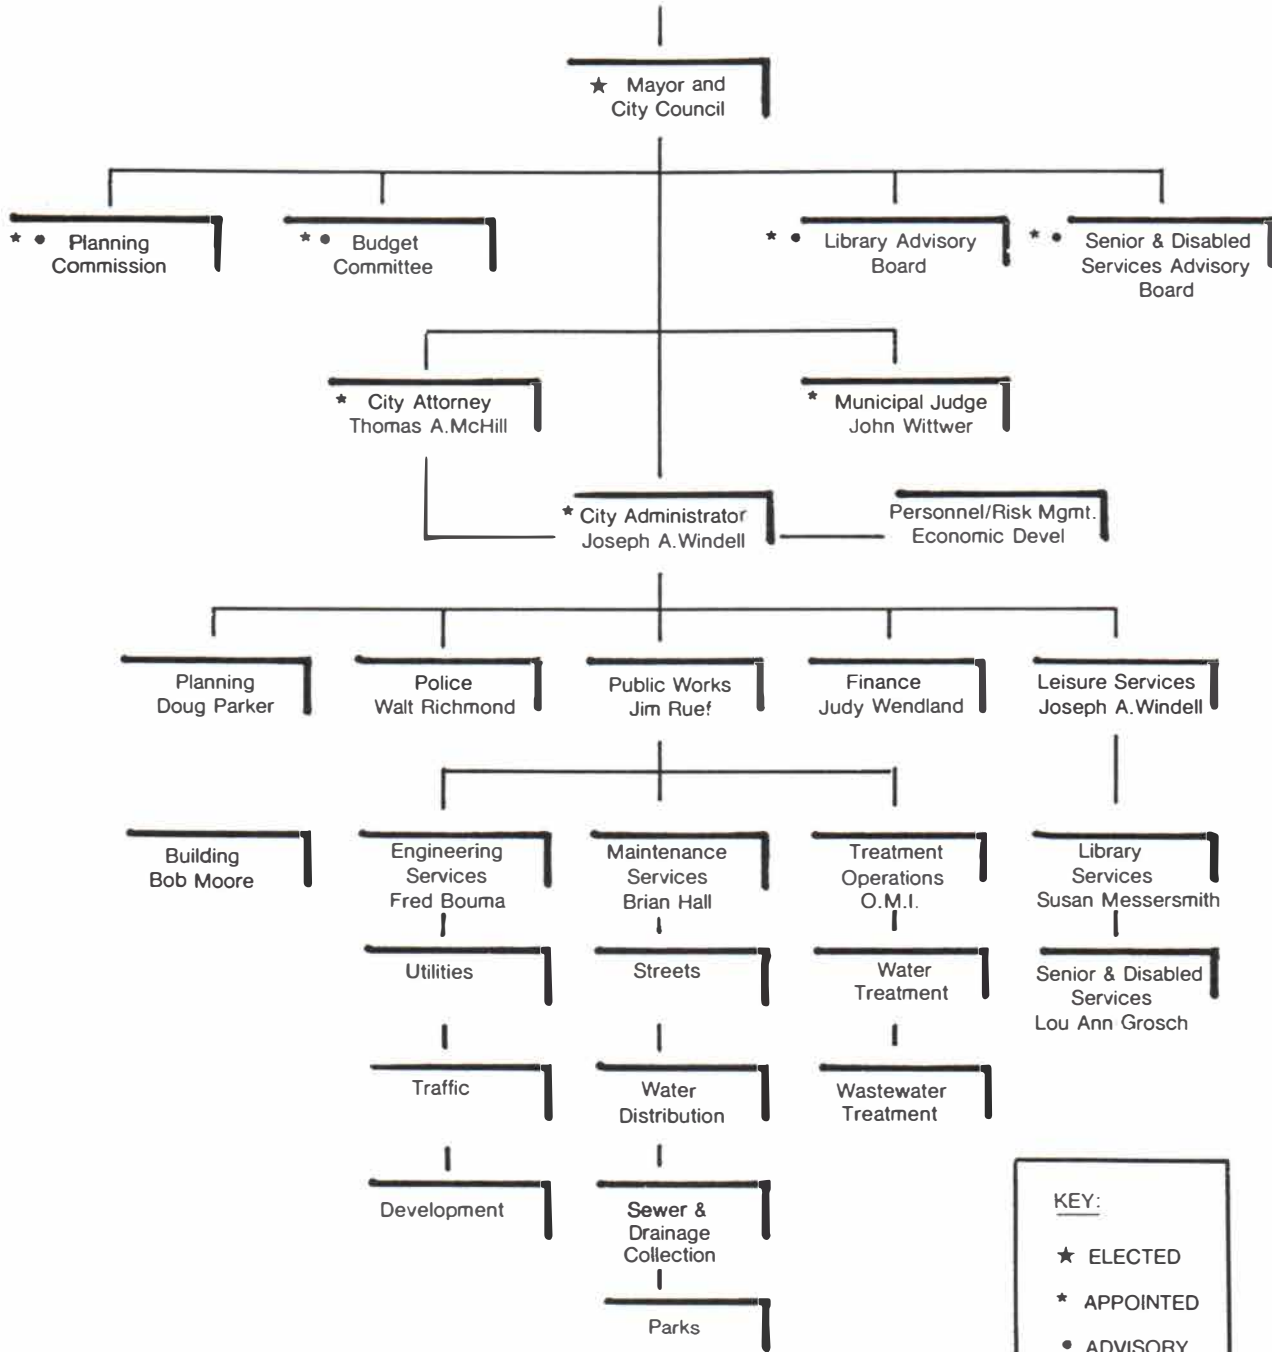 ★ Mayor and
City Council
* ● Planning
Commission
* ● Budget
Committee
* ● Library Advisory
Board
* ● Senior & Disabled
Services Advisory
Board
* City Attorney
Thomas A.McHill
* Municipal Judge
John Wittwer
* City Administrator
Joseph A.Windell
Personnel/Risk Mgmt.
Economic Devel
Planning
Doug Parker
Police
Walt Richmond
Public Works
Jim Ruef
Finance
Judy Wendland
Leisure Services
Joseph A.Windell
Building
Bob Moore
Engineering
Services
Fred Bouma
Maintenance
Services
Brian Hall
Treatment
Operations
O.M.I.
Library
Services
Susan Messersmith
Utilities
Streets
Water
Treatment
Senior & Disabled
Services
Lou Ann Grosch
Traffic
Water
Distribution
Wastewater
Treatment
Development
Sewer &
Drainage
Collection
Parks
KEY:
★ ELECTED
* APPOINTED
● ADVISORY